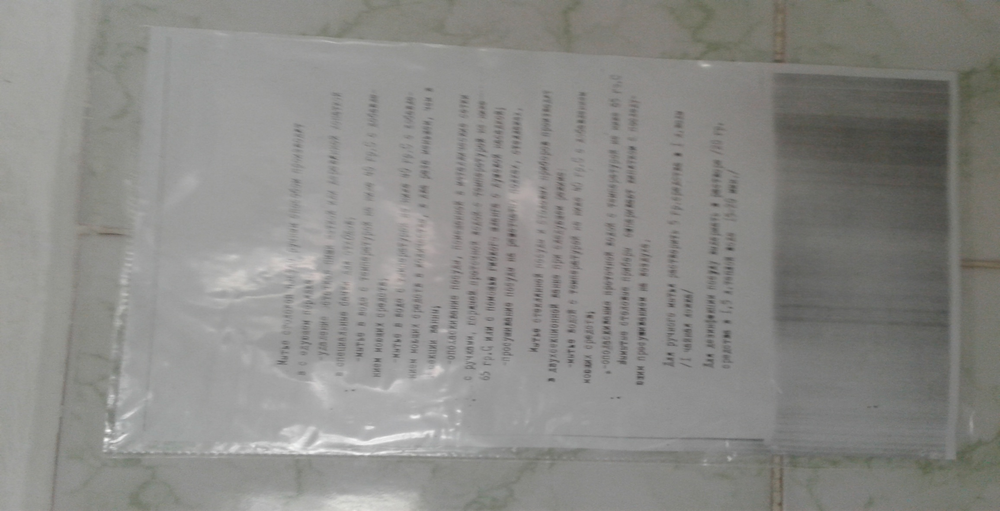 Мытье столовой посуды ручным способом производят
в следующем порядке
-удаление остатков пищи щеткой или деревянной лопаткой
в специальные бачки для отходов;
-мытье в воде с температурой не ниже 40 гр.С с добавле-
нием моющих средств;
-мытье в воде с температурой не ниже 40 гр.С с добавле-
нием моющих средств в количестве, в два раза меньшем, чем в
I секции ванны;
-ополаскивание посуды, помещенной в металлические сетки
с ручками, горячей проточной водой с температурой не ниже
65 гр.С или с помощью гибкого шланга с душевой насадкой;
-просушивание посуды на решетчатых полках, стеллажах.
Мытье стеклянной посуды и столовых приборов производят
в двухсекционной ванне при следующем режиме
-мытье водой с температурой не ниже 40 гр.С с добавлением
моющих средств;
-ополаскивание проточной водой с температурой не ниже 65 гр.С
Вымытые столовые приборы ошпаривают кипятком с последу-
щим просушиванием на воздухе.
Для ручного мытья растворить 5 гр.средства в I л.воды
/I чайная ложка/
Для дезинфекции посуду выдержать в растворе /20 гр.
средства в I,5 л.теплой воды 15-20 мин./